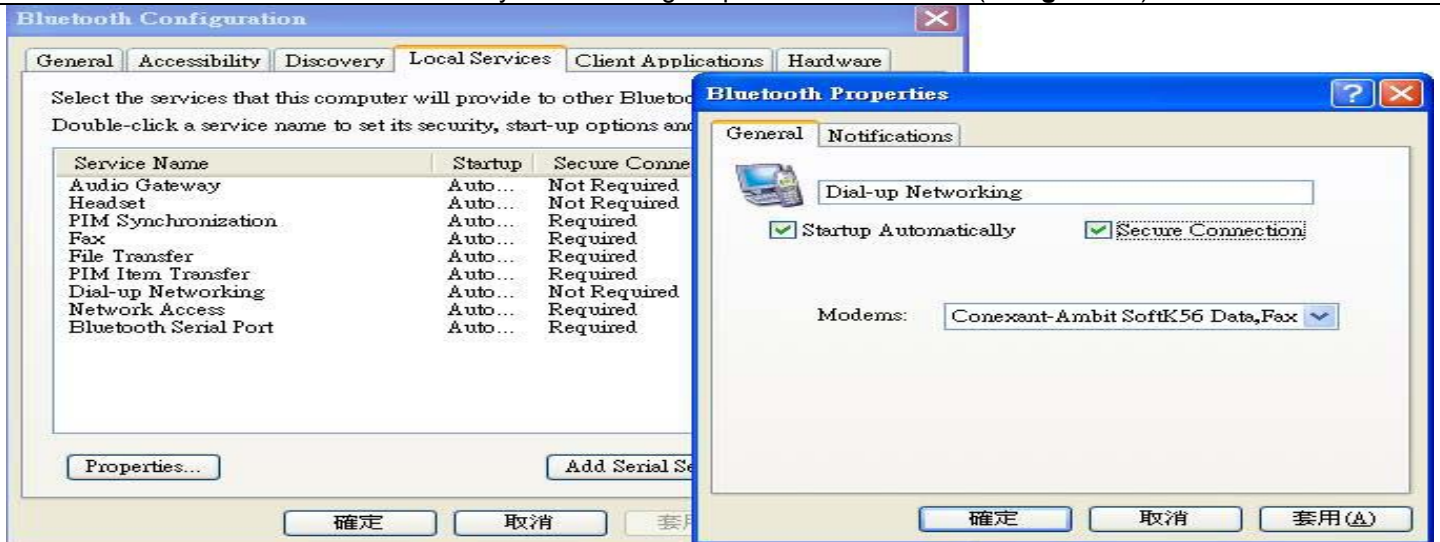 Bluetooth Configuration
General Accessibility Discovery Local Services Client Applications Hardware
Select the services that this computer will provide to other
Double-click a service name to set its security, start-up options
Service Name Startup Secure
Audio Gateway Auto... Not Required
Headset Auto... Not Required
PIM Synchronization Auto... Required
Fax Auto... Required
File Transfer Auto... Required
PIM Item Transfer Auto... Required
Dial-up Networking Auto... Not Required
Network Access Auto... Required
Bluetooth Serial Port Auto... Required
Properties... Add Serial
確定 取消
Bluetooth Properties
General Notifications
Dial-up Networking
Startup Automatically Secure Connection
Modems: Conexant-Ambit SoftK56 Data,Fax
確定 取消 套用(A)